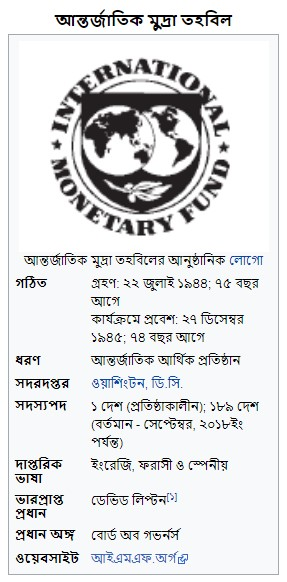 আন্তর্জাতিক মুদ্রা তহবিল
INTERNATIONAL
MONETARY FUND
আন্তর্জাতিক মুদ্রা তহবিলের আনুষ্ঠানিক লোগো
গঠিত গ্রহণ: ২২ জুলাই ১৯৪৪; ৭৫ বছর
আগে
কার্যক্রমে প্রবেশ: ২৭ ডিসেম্বর
১৯৪৫; ৭৪ বছর আগে
ধরণ আন্তর্জাতিক আর্থিক প্রতিষ্ঠান
সদরদপ্তর ওয়াশিংটন, ডি.সি.
সদস্যপদ ১ দেশ (প্রতিষ্ঠাকালীন); ১৮৯ দেশ
(বর্তমান - সেপ্টেম্বর, ২০১৮ইং
পর্যন্ত)
দাপ্তরিক ইংরেজি, ফরাসী ও স্পেনীয়
ভাষা
ভারপ্রাপ্ত ডেভিড লিপ্টন[১]
প্রধান
প্রধান অঙ্গ বোর্ড অব গভর্নর্স
ওয়েবসাইট আইএমএফ.অর্গ